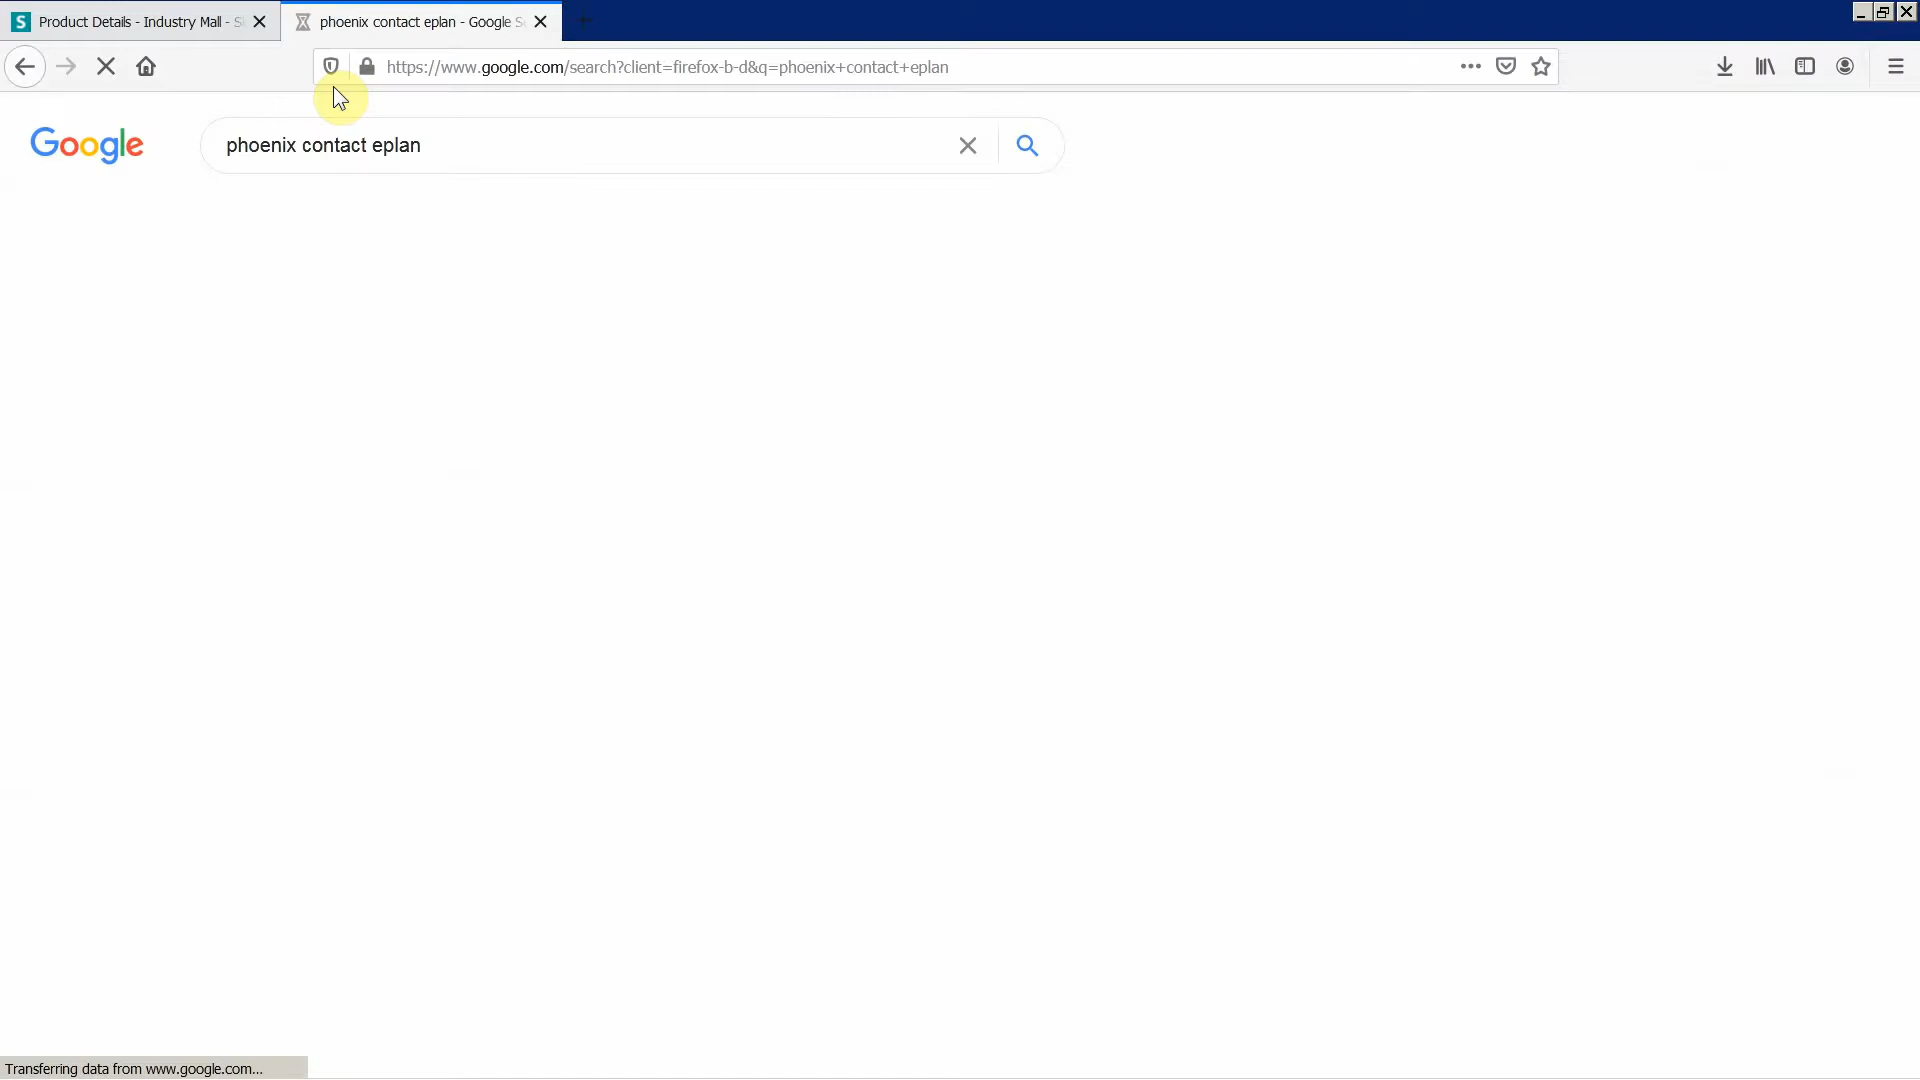 Product Details - Industry Mall - S
phoenix contact eplan - Google S
https://www.google.com/search?client=firefox-b-d&q=phoenix+contact+eplan
Google
phoenix contact eplan
Transferring data from www.google.com...